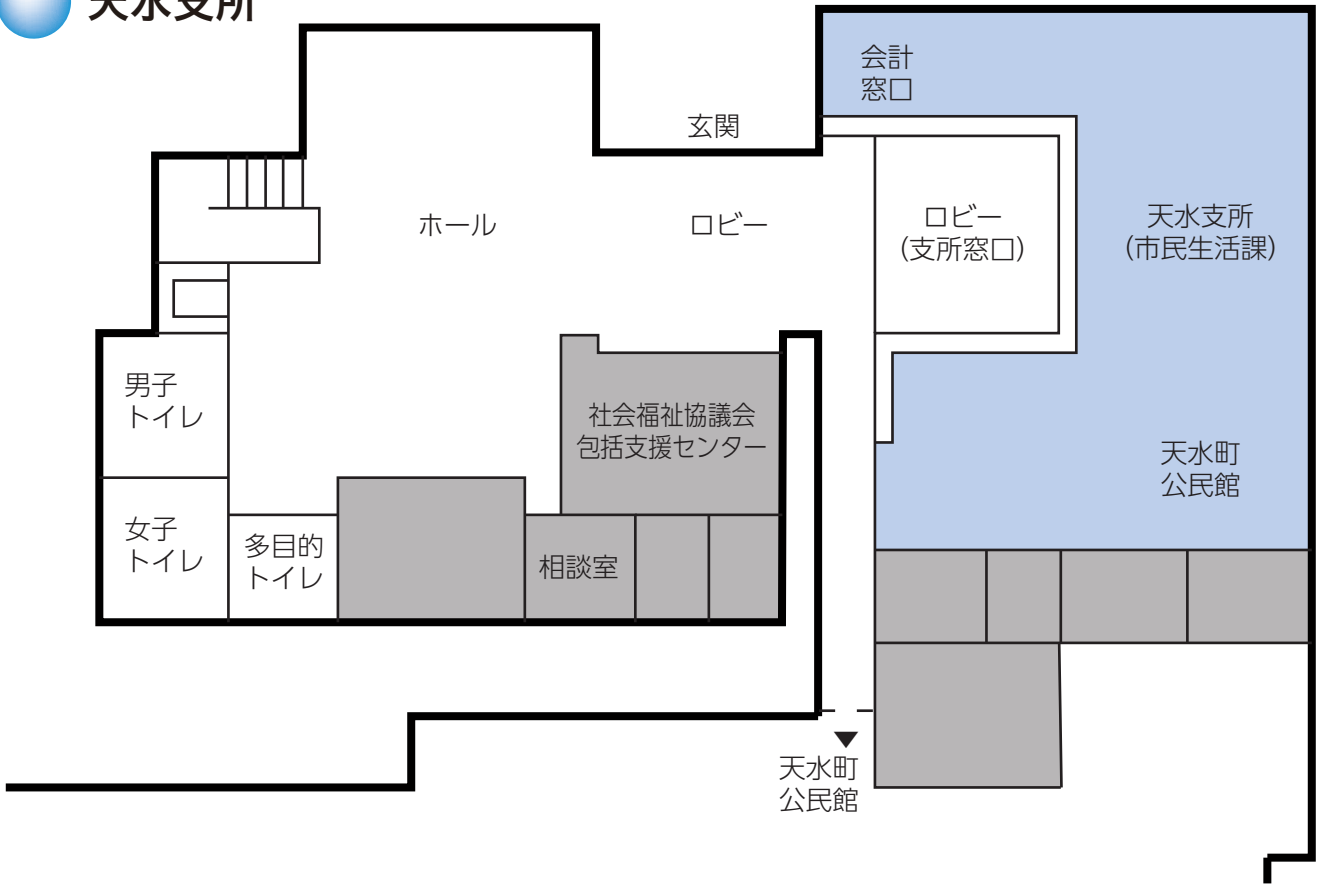 天水支所
会計
窓口
玄関
ホール
ロビー
ロビー
（支所窓口）
天水支所
（市民生活課）
男子
トイレ
社会福祉協議会
包括支援センター
天水町
公民館
女子
トイレ
多目的
トイレ
相談室
▼
天水町
公民館